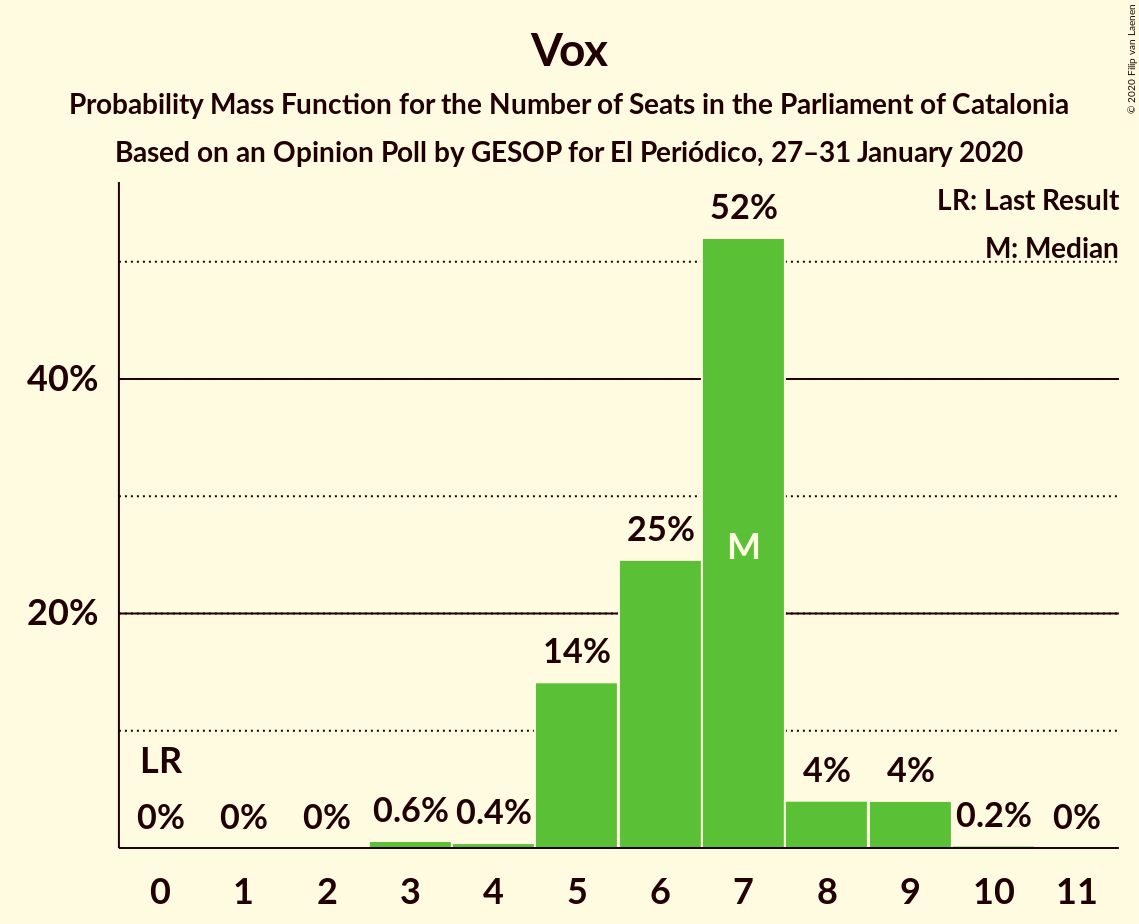 Vox
Probability Mass Function for the Number of Seats in the Parliament of Catalonia
Based on an Opinion Poll by GESOP for El Periódico, 27–31 January 2020
© 2020 Filip van Laenen
LR: Last Result
M: Median
52%
40%
25%
M
20%
14%
LR
0% 0% 0% 0.6% 0.4% 4% 4% 0.2% 0%
0 1 2 3 4 5 6 7 8 9 10 11